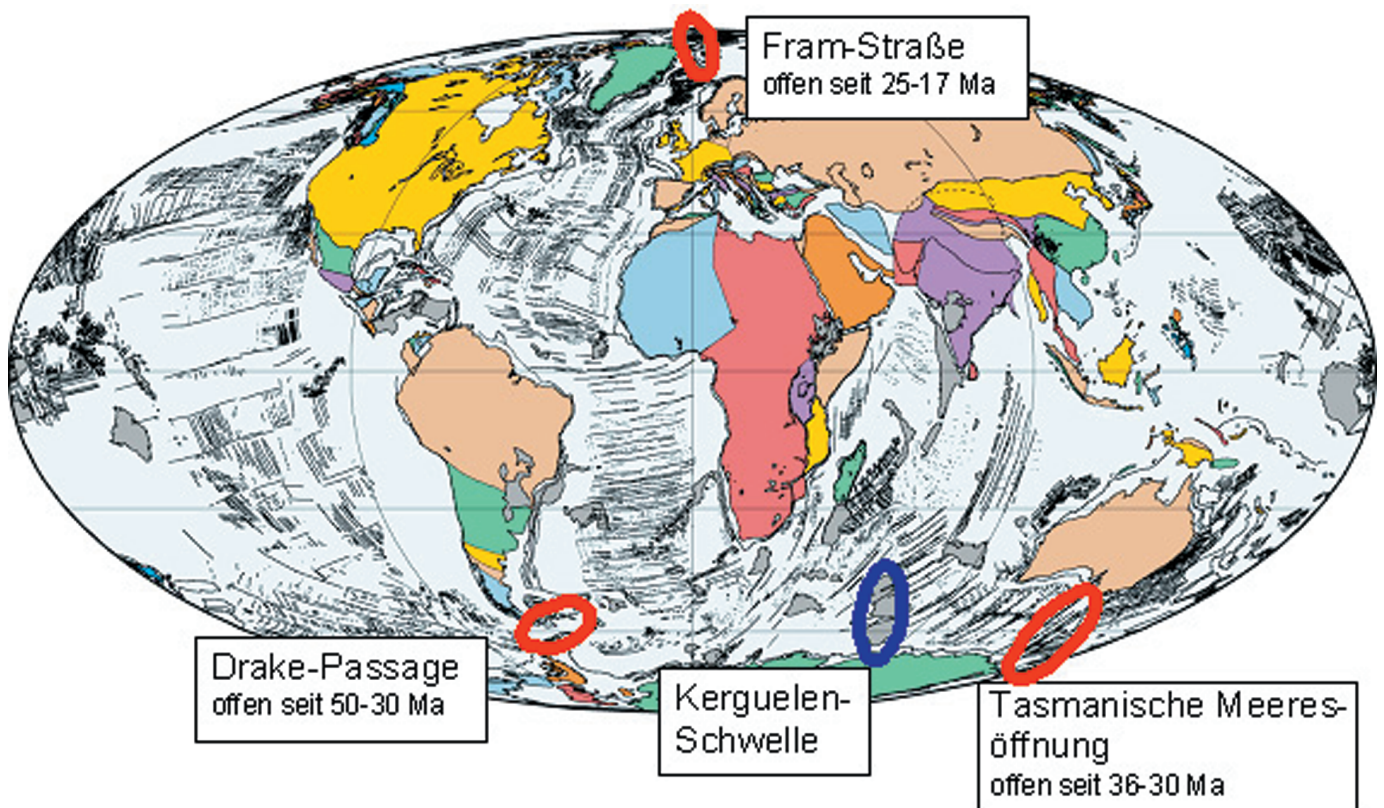 Fram-Straße
offen seit 25-17 Ma
Drake-Passage
offen seit 50-30 Ma
Kerguelen-
Schwelle
Tasmanische Meeres-
öffnung
offen seit 36-30 Ma